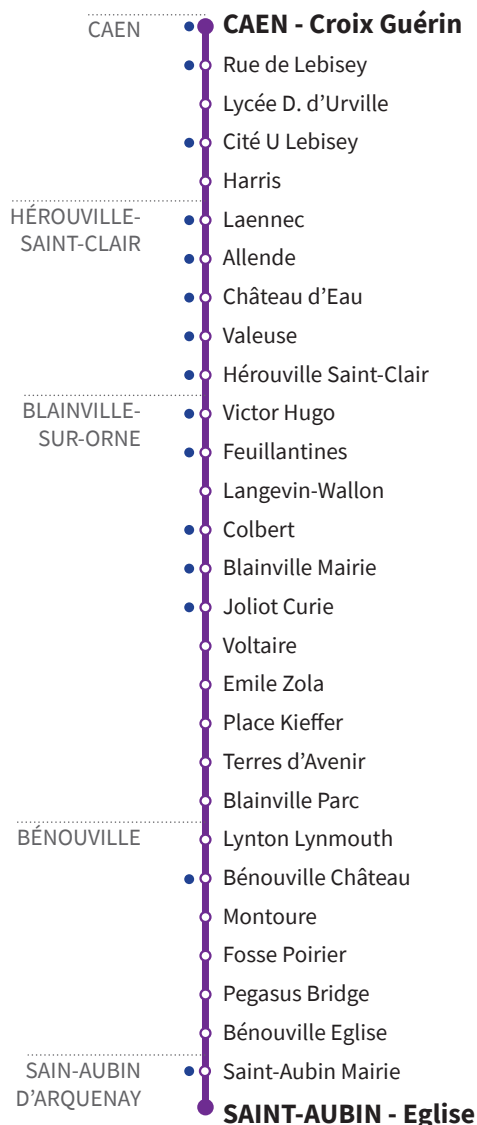 CAEN
CAEN - Croix Guérin
Rue de Lebisey
Lycée D. d'Urville
Cité U Lebisey
Harris
HÉROUVILLE-
SAINT-CLAIR
Laennec
Allende
Château d'Eau
Valeuse
Hérouville Saint-Clair
BLAINVILLE-
SUR-ORNE
Victor Hugo
Feuillantines
Langevin-Wallon
Colbert
Blainville Mairie
Joliot Curie
Voltaire
Emile Zola
Place Kieffer
Terres d'Avenir
Blainville Parc
BÉNOUVILLE
Lynton Lynmouth
Bénouville Château
Montoure
Fosse Poirier
Pegasus Bridge
Bénouville Eglise
SAIN-AUBIN
D'ARQUENAY
Saint-Aubin Mairie
SAINT-AUBIN - Eglise